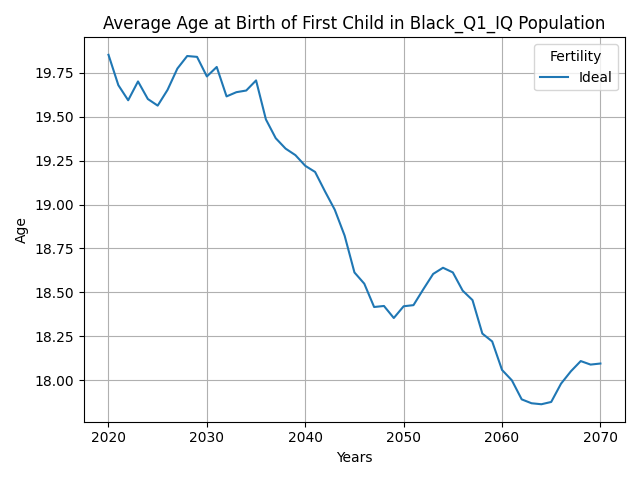 Average Age at Birth of First Child in Black_Q1_IQ Population
Fertility
Ideal
Age
19.75
19.50
19.25
19.00
18.75
18.50
18.25
18.00
2020 2030 2040 2050 2060 2070
Years